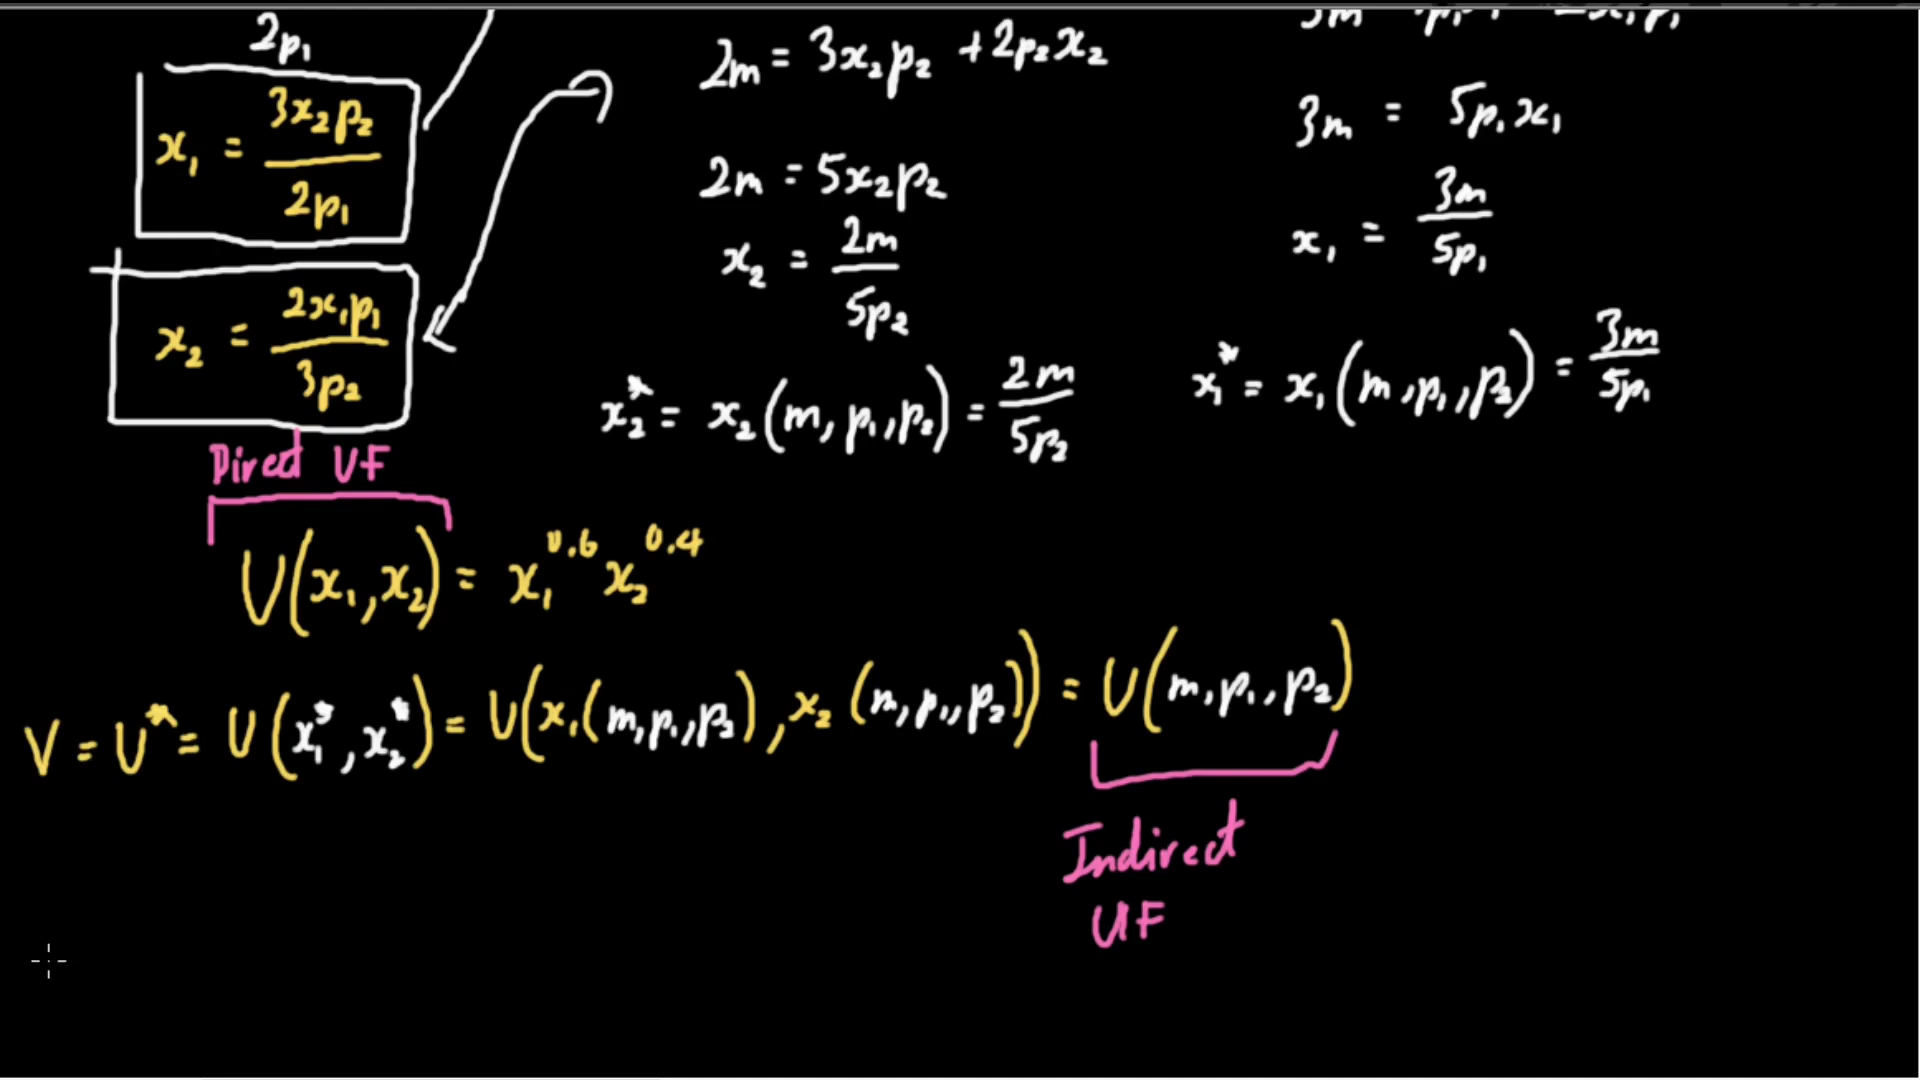 2p₁
x₁ = 3x₂p₂ / 2p₁
x₂ = 2x₁p₁ / 3p₂
2m = 3x₂p₂ + 2p₂x₂
2m = 5x₂p₂
x₂ = 2m / 5p₂
x₂* = x₂(m, p₁, p₂) = 2m / 5p₂
3m = 5p₁x₁
x₁ = 3m / 5p₁
x₁* = x₁(m, p₁, p₂) = 3m / 5p₁
Direct UF
U(x₁, x₂) = x₁^0.6 x₂^0.4
V = U* = U(x₁*, x₂*) = U(x₁(m, p₁, p₂), x₂(m, p₁, p₂)) = U(m, p₁, p₂)
Indirect
UF